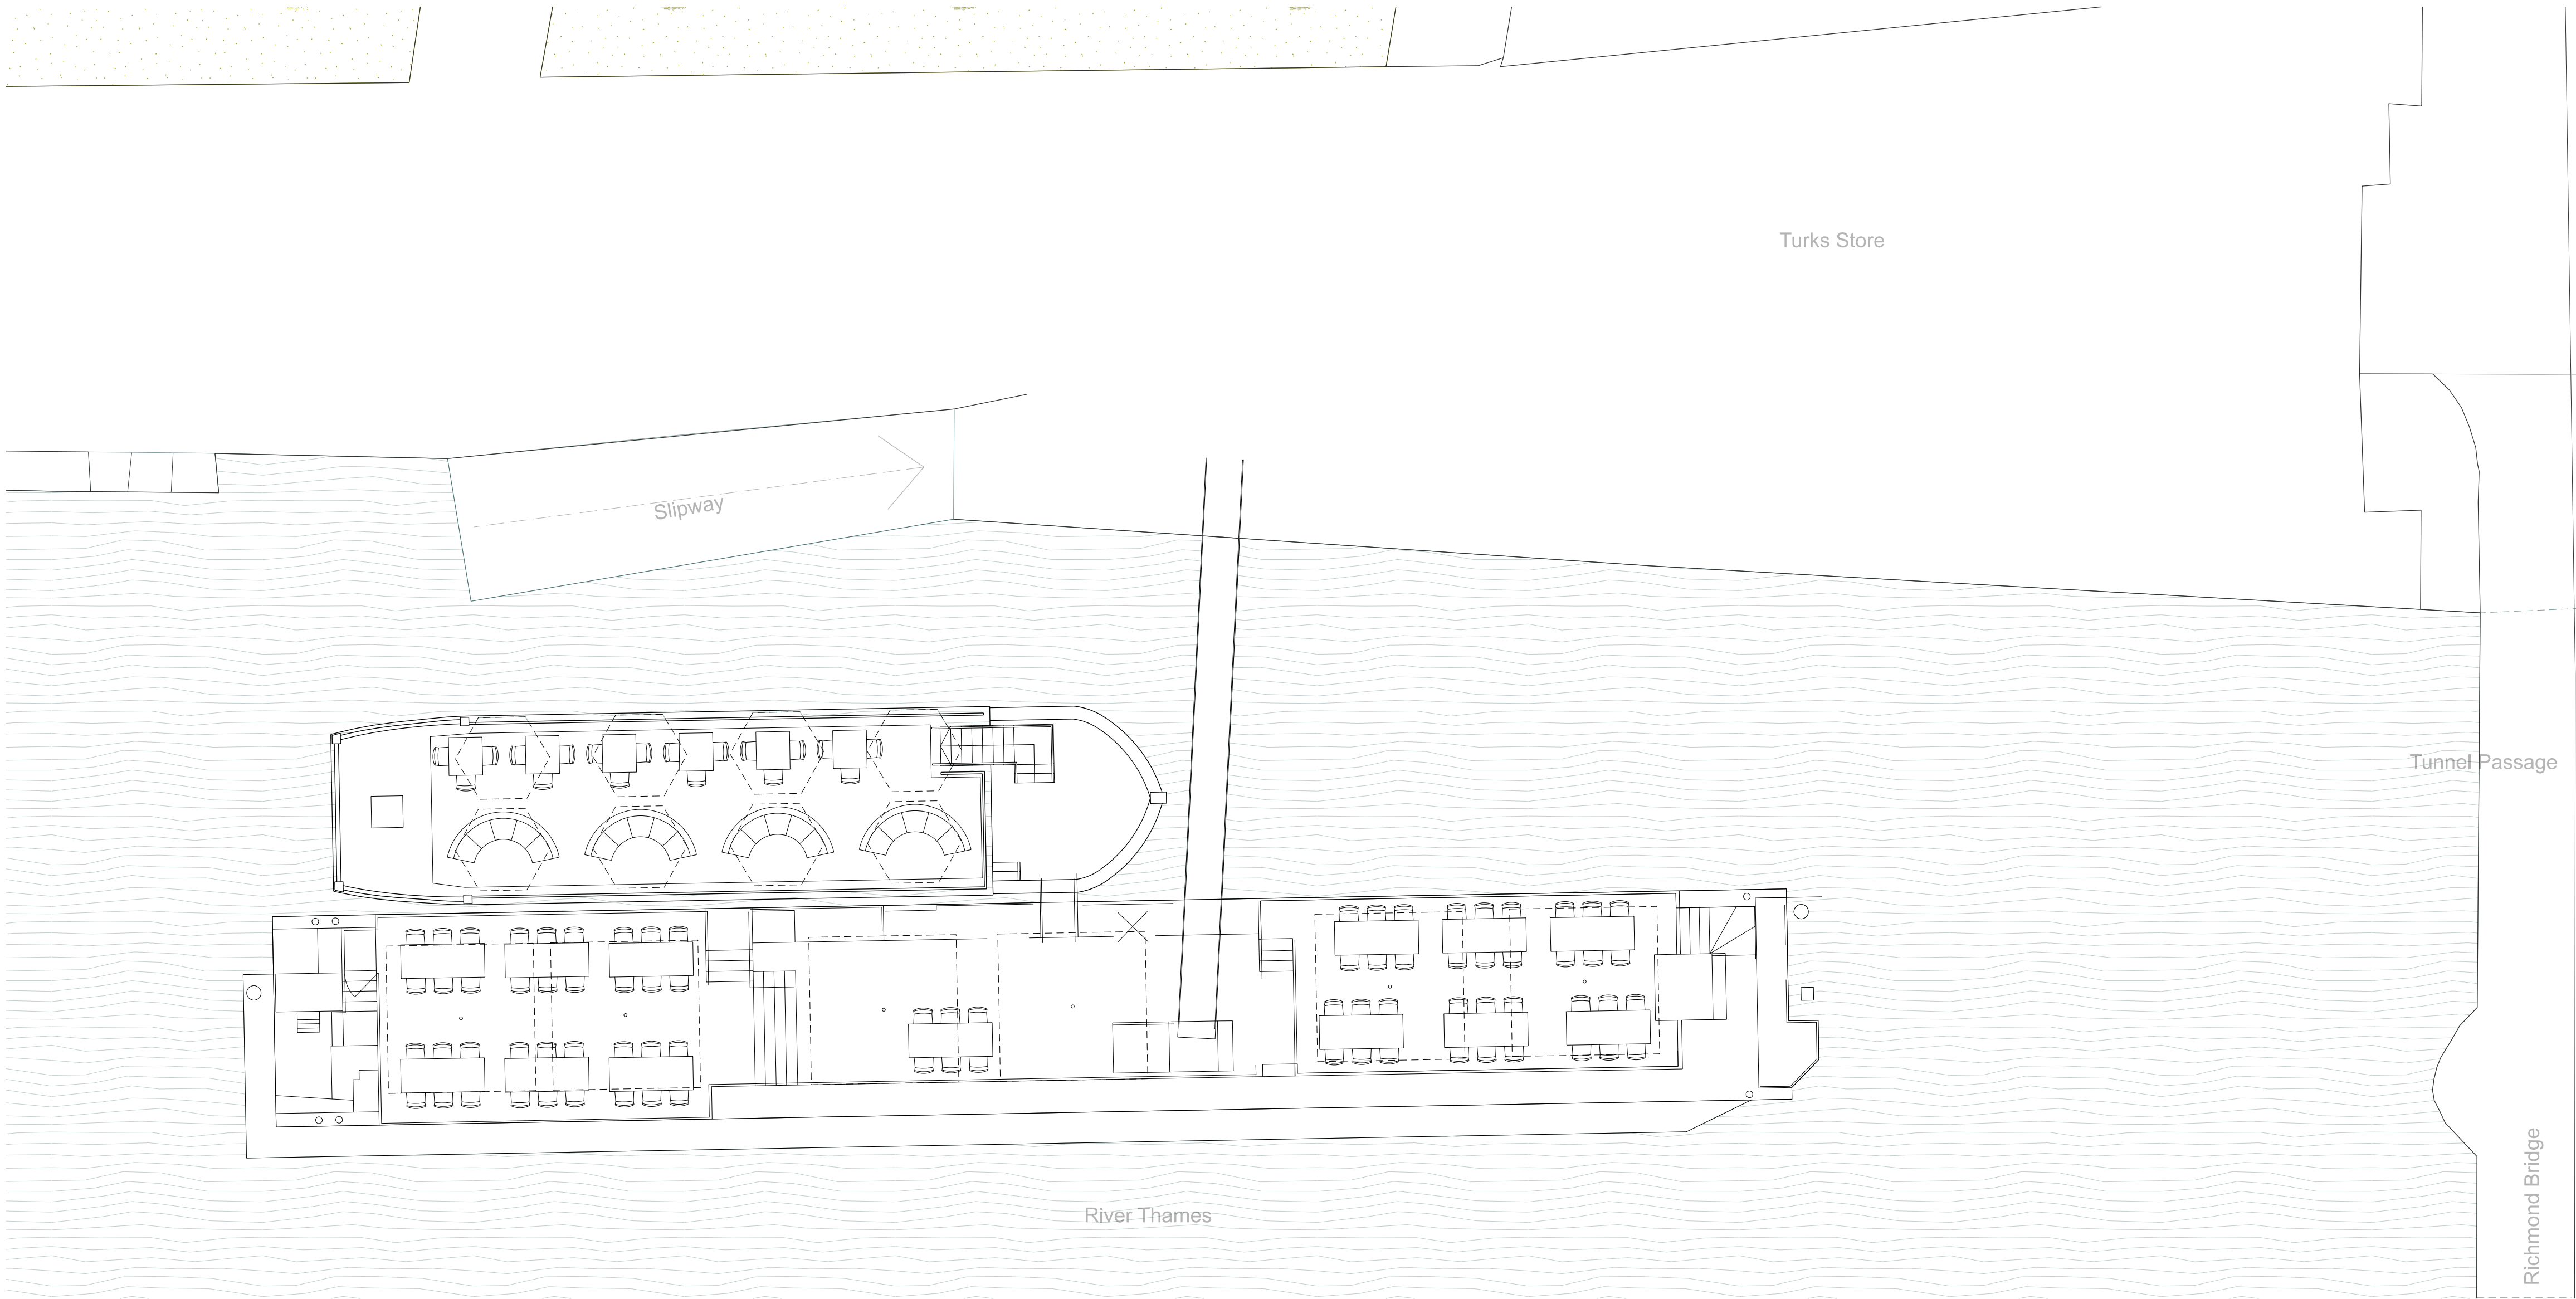 Turks Store
Slipway
Tunnel Passage
River Thames
Richmond Bridge